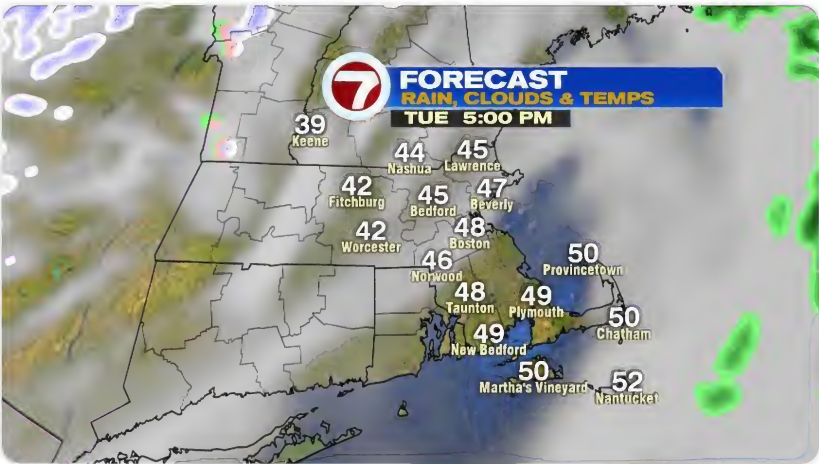 7
FORECAST
RAIN, CLOUDS & TEMPS
TUE 5:00 PM
39
Keene
44
Nashua
45
Lawrence
42
Fitchburg
45
Bedford
47
Beverly
42
Worcester
48
Boston
46
Norwood
50
Provincetown
48
Taunton
49
Plymouth
50
Chatham
49
New Bedford
50
Martha's Vineyard
52
Nantucket